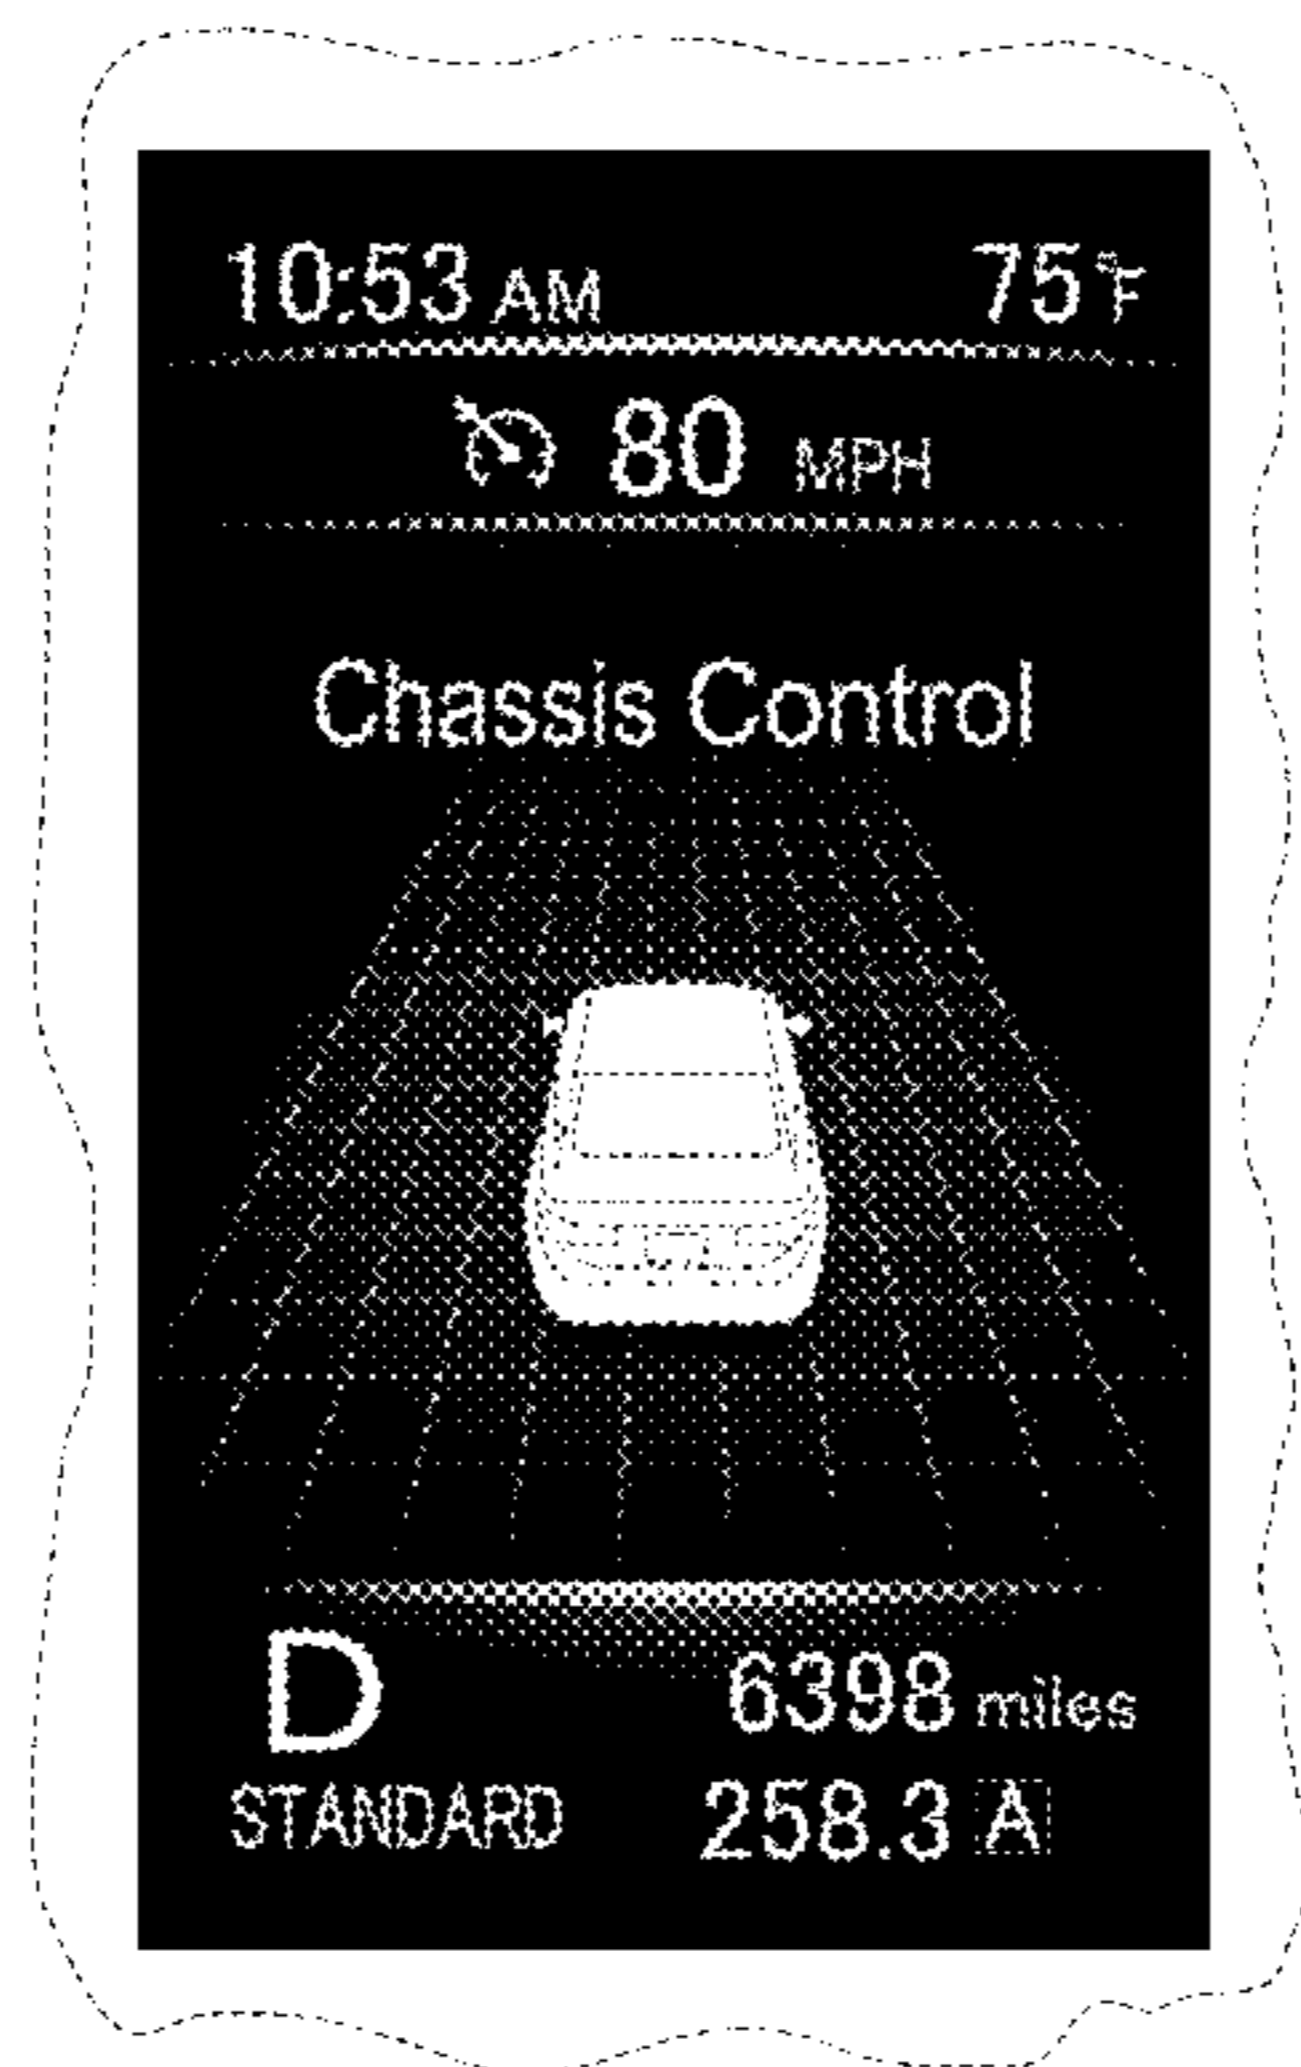 10:53 AM 75°F
80 MPH
Chassis Control
D 6398 miles
STANDARD 258.3 A